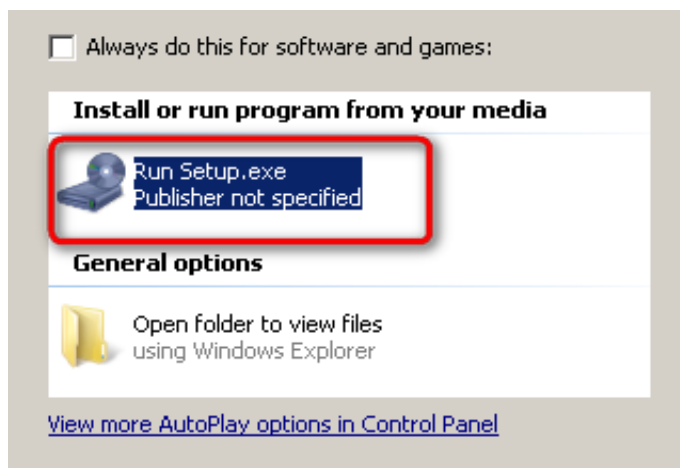 Always do this for software and games:
Install or run program from your media
Run Setup.exe
Publisher not specified
General options
Open folder to view files
using Windows Explorer
View more AutoPlay options in Control Panel